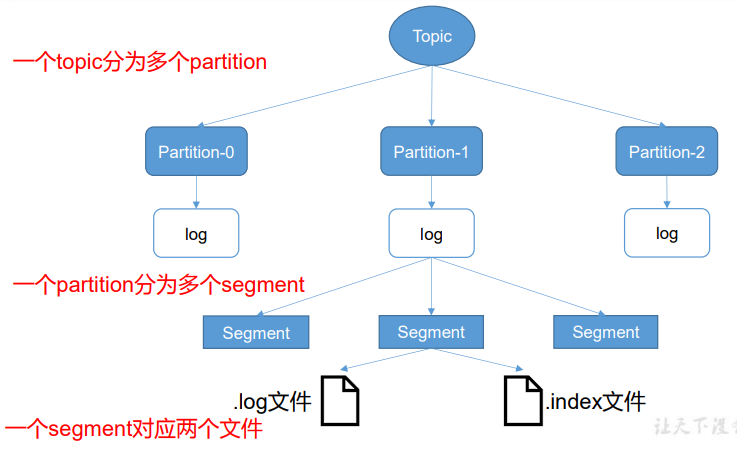 Topic
一个topic分为多个partition
Partition-0
Partition-1
Partition-2
log
log
log
一个partition分为多个segment
Segment
Segment
Segment
.log文件
.index文件
一个segment对应两个文件
让天下没